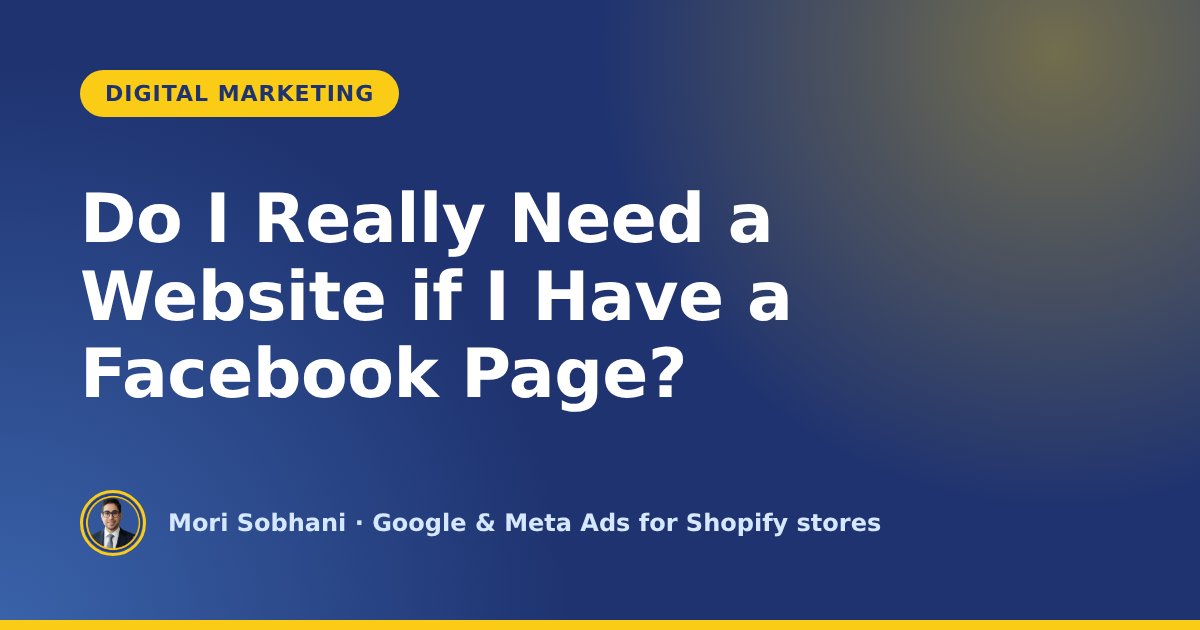 DIGITAL MARKETING
Do I Really Need a
Website if I Have a
Facebook Page?
Mori Sobhani · Google & Meta Ads for Shopify stores